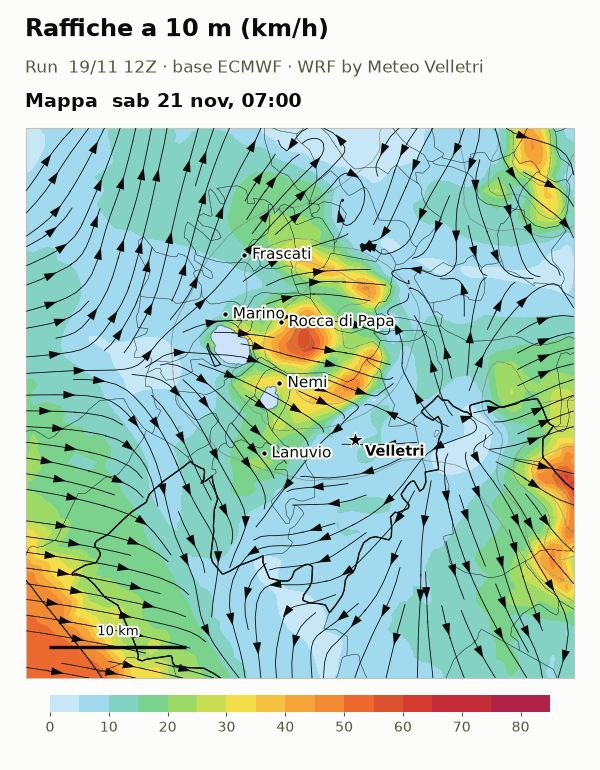 Raffiche a 10 m (km/h)
Run  19/11 12Z · base ECMWF · WRF by Meteo Velletri
Mappa  sab 21 nov, 07:00
Frascati
Marino
Rocca di Papa
Nemi
Velletri
Lanuvio
10 km
0 10 20 30 40 50 60 70 80